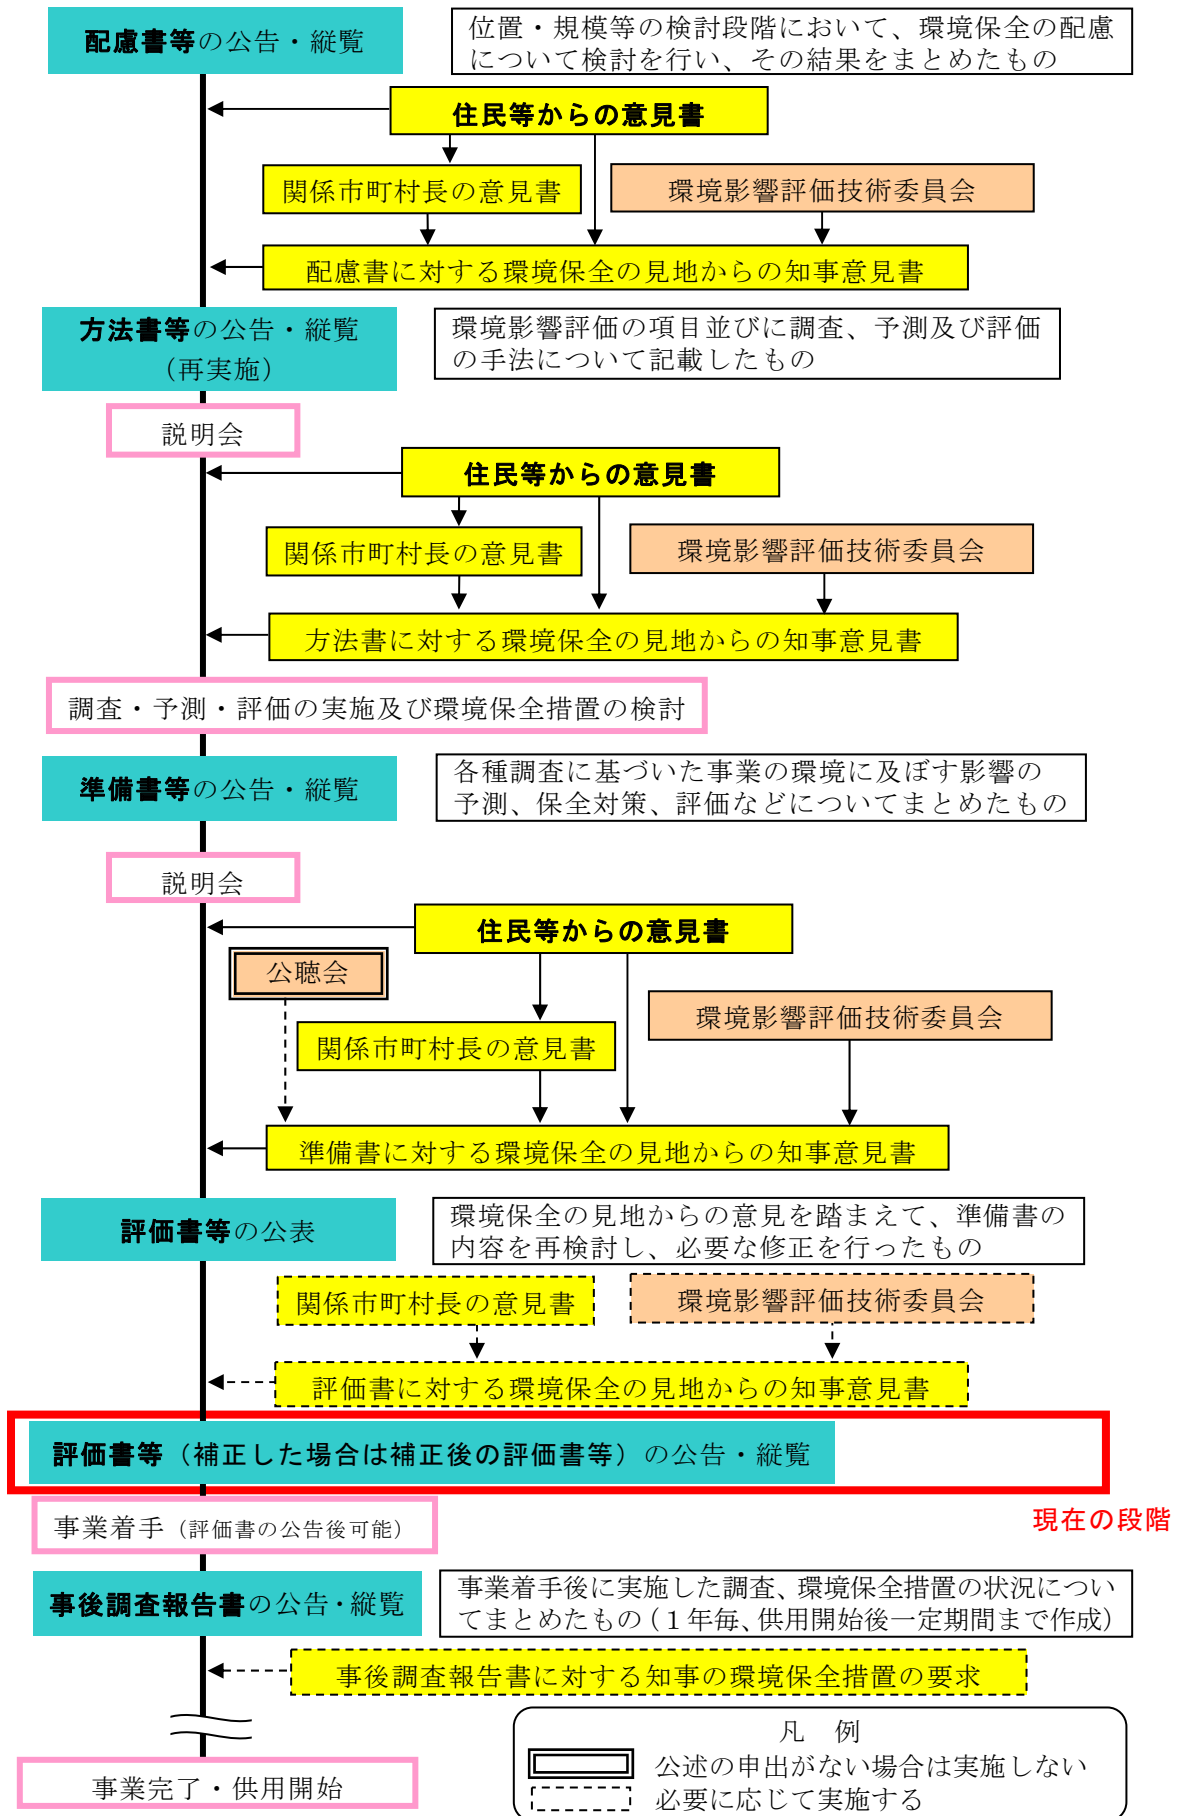 配慮書等の公告・縦覧
位置・規模等の検討段階において、環境保全の配慮
について検討を行い、その結果をまとめたもの
住民等からの意見書
関係市町村長の意見書
環境影響評価技術委員会
配慮書に対する環境保全の見地からの知事意見書
方法書等の公告・縦覧
（再実施）
環境影響評価の項目並びに調査、予測及び評価
の手法について記載したもの
説明会
住民等からの意見書
関係市町村長の意見書
環境影響評価技術委員会
方法書に対する環境保全の見地からの知事意見書
調査・予測・評価の実施及び環境保全措置の検討
準備書等の公告・縦覧
各種調査に基づいた事業の環境に及ぼす影響の
予測、保全対策、評価などについてまとめたもの
説明会
住民等からの意見書
公聴会
環境影響評価技術委員会
関係市町村長の意見書
準備書に対する環境保全の見地からの知事意見書
評価書等の公表
環境保全の見地からの意見を踏まえて、準備書の
内容を再検討し、必要な修正を行ったもの
関係市町村長の意見書
環境影響評価技術委員会
評価書に対する環境保全の見地からの知事意見書
評価書等（補正した場合は補正後の評価書等）の公告・縦覧
事業着手（評価書の公告後可能）
現在の段階
事後調査報告書の公告・縦覧
事業着手後に実施した調査、環境保全措置の状況につい
てまとめたもの（１年毎、供用開始後一定期間まで作成）
事後調査報告書に対する知事の環境保全措置の要求
凡　例
公述の申出がない場合は実施しない
必要に応じて実施する
事業完了・供用開始